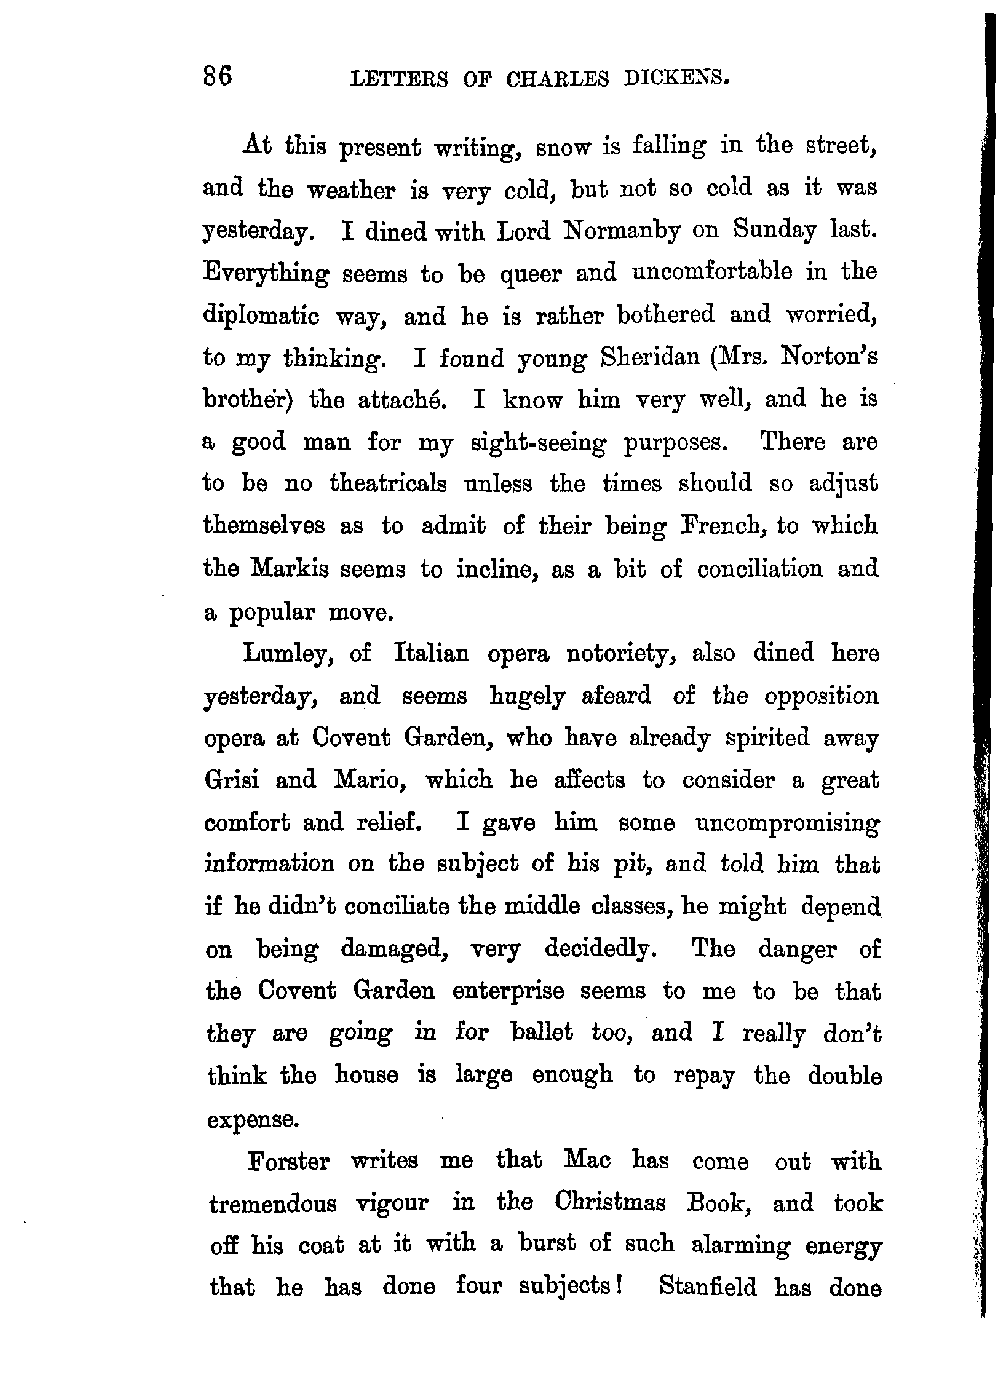 86 LETTERS OF CHARLES DICKENS.
At this present writing, snow is falling in the street,
and the weather is very cold, but not so cold as it was
yesterday. I dined with Lord Normanby on Sunday last.
Everything seems to be queer and uncomfortable in the
diplomatic way, and he is rather bothered and worried,
to my thinking. I found young Sheridan (Mrs. Norton's
brother) the attaché. I know him very well, and he is
a good man for my sight-seeing purposes. There are
to be no theatricals unless the times should so adjust
themselves as to admit of their being French, to which
the Markis seems to incline, as a bit of conciliation and
a popular move.
Lumley, of Italian opera notoriety, also dined here
yesterday, and seems hugely afeard of the opposition
opera at Covent Garden, who have already spirited away
Grisi and Mario, which he affects to consider a great
comfort and relief. I gave him some uncompromising
information on the subject of his pit, and told him that
if he didn't conciliate the middle classes, he might depend
on being damaged, very decidedly. The danger of
the Covent Garden enterprise seems to me to be that
they are going in for ballet too, and I really don't
think the house is large enough to repay the double
expense.
Forster writes me that Mac has come out with
tremendous vigour in the Christmas Book, and took
off his coat at it with a burst of such alarming energy
that he has done four subjects! Stanfield has done